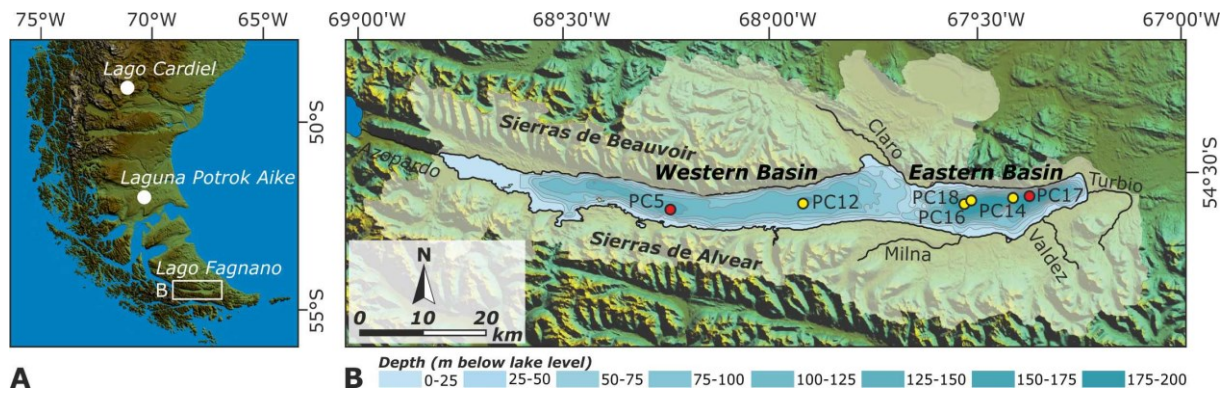 75°W 70°W 65°W
Lago Cardiel
50°S
Laguna Potrok Aike
Lago Fagnano
B
55°S
A
69°00'W 68°30'W 68°00'W 67°30'W 67°00'W
Sierras de Beauvoir
Claro
Azapardo
Western Basin
Eastern Basin
54°30'S
Turbio
PC5
PC12
PC18
PC16
PC14
PC17
Sierras de Alvear
Milna
Valdez
N
0 10 20
km
B
Depth (m below lake level)
0-25 25-50 50-75 75-100 100-125 125-150 150-175 175-200